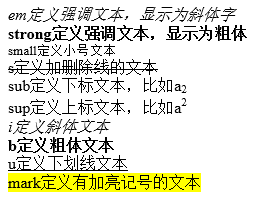 em定义强调文本，显示为斜体字
strong定义强调文本，显示为粗体
small定义小号文本
s定义加删除线的文本
sub定义下标文本，比如a₂
sup定义上标文本，比如a²
i定义斜体文本
b定义粗体文本
u定义下划线文本
mark定义有加亮记号的文本